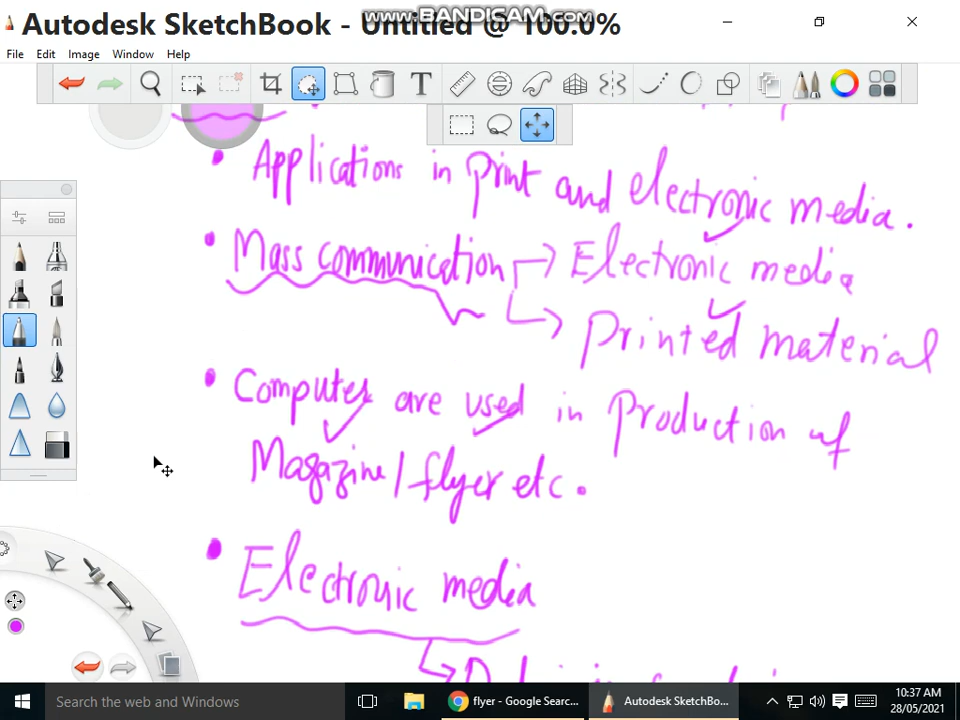 Autodesk SketchBook - Untitled @ 100.0%
www.BANDICAM.com
File Edit Image Window Help
• Applications in print and electronic media.
• Mass communication → Electronic media
→ Printed material
• Computer are used in Production of
Magazine / flyer etc.
• Electronic media
Search the web and Windows
flyer - Google Searc...
Autodesk SketchBo...
10:37 AM
28/05/2021